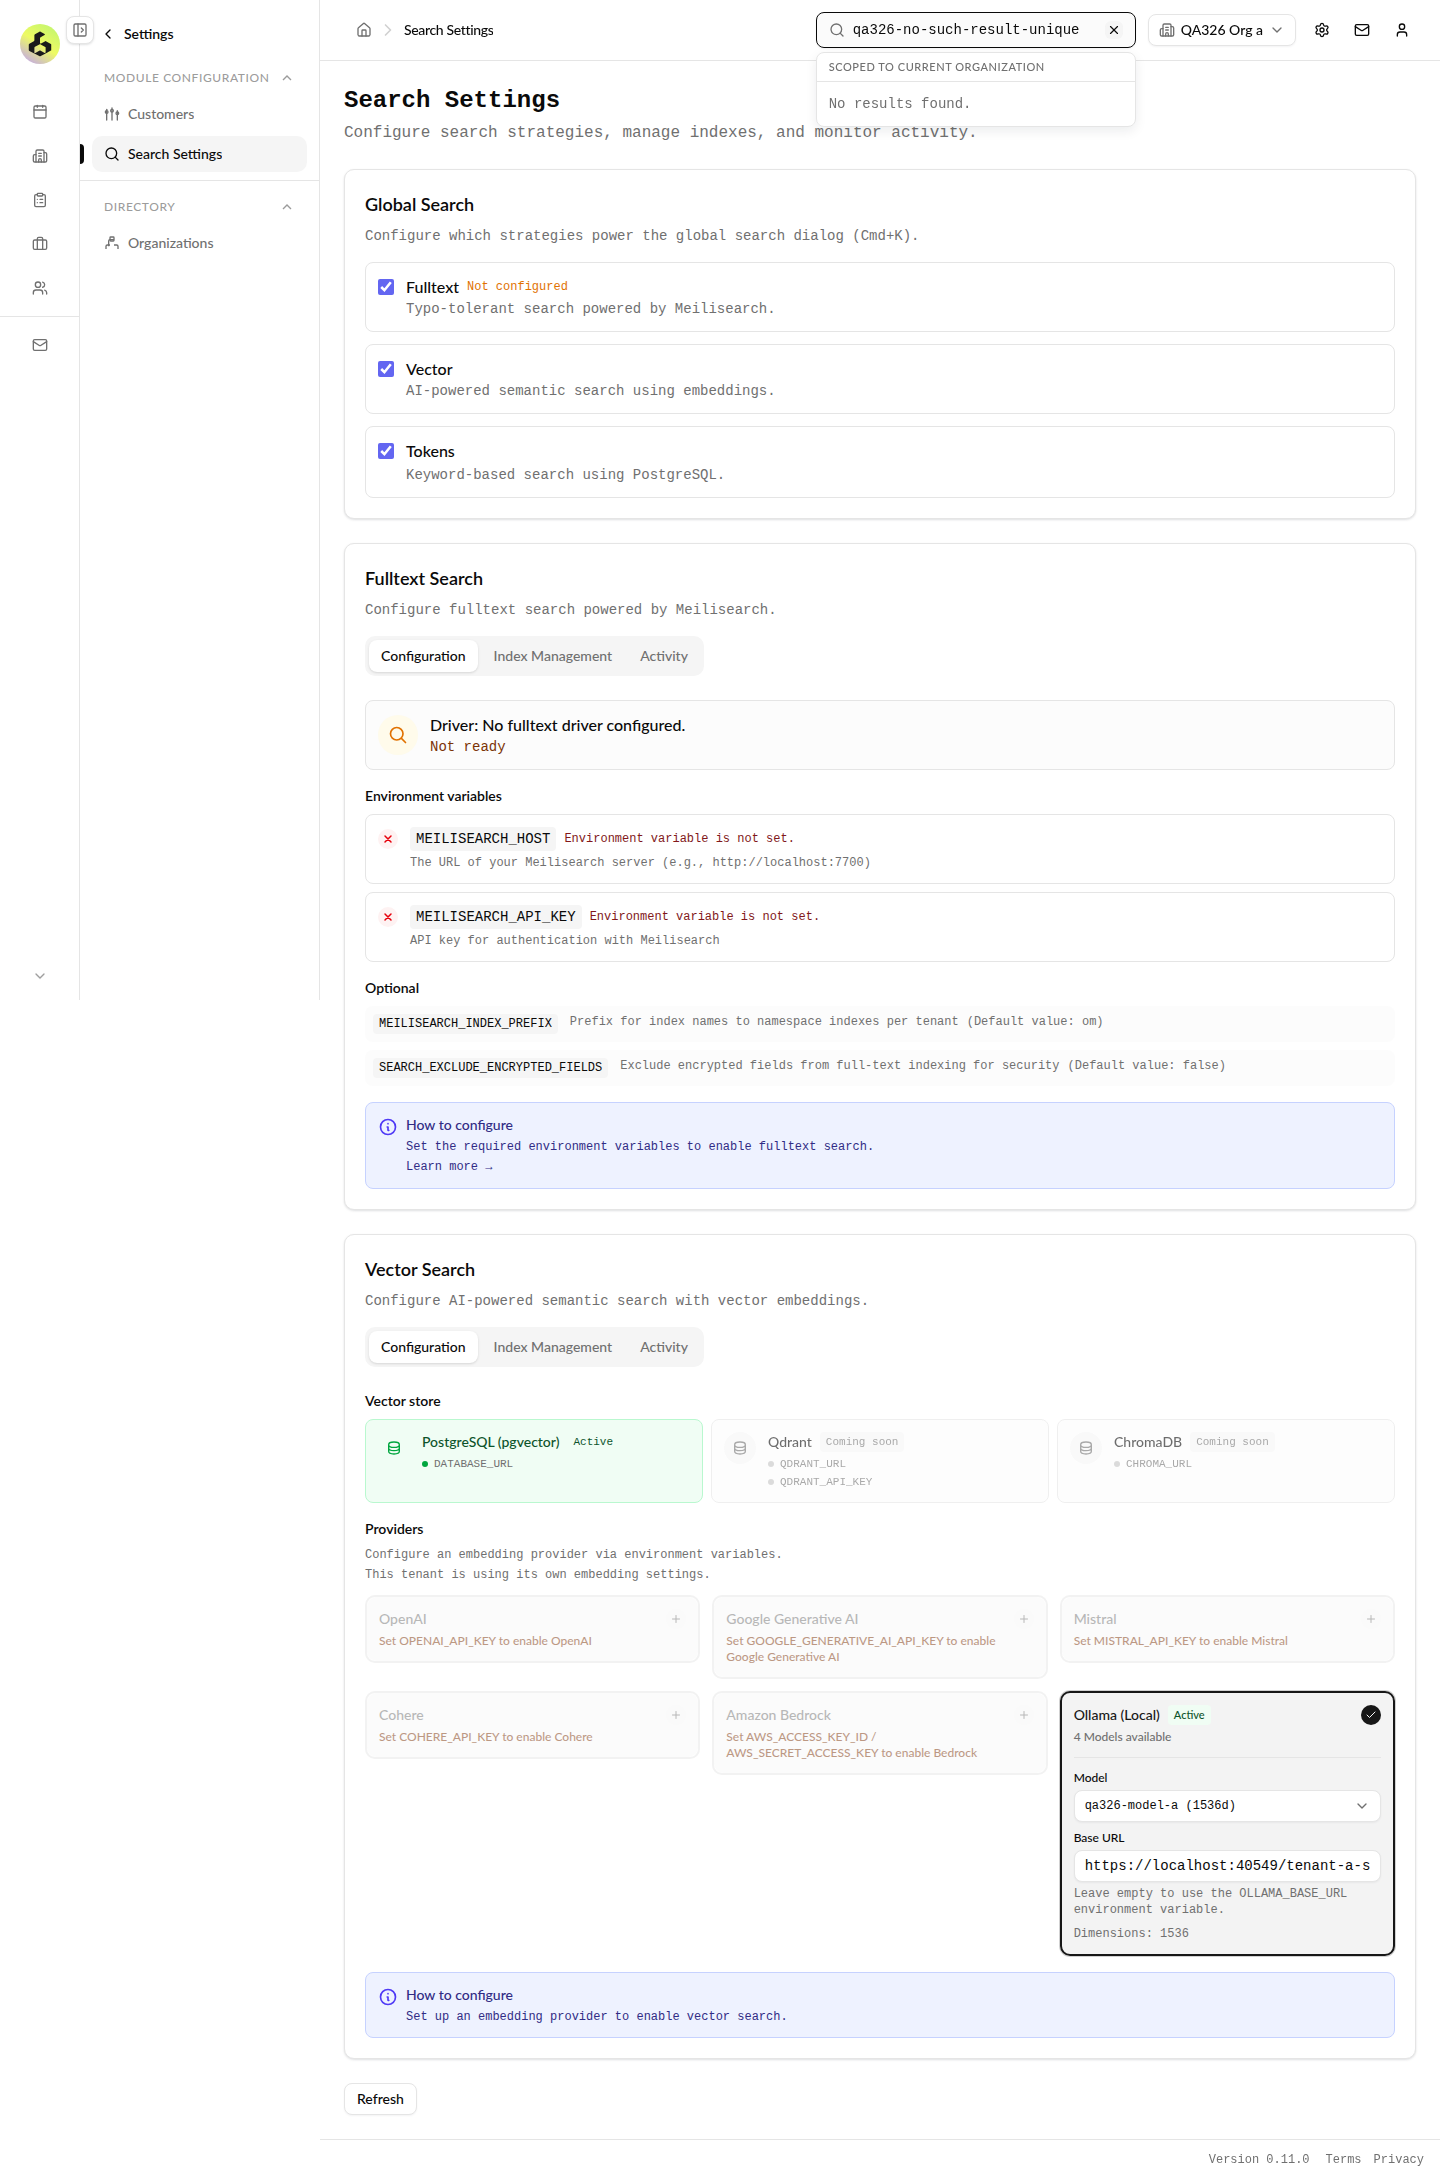 Settings
MODULE CONFIGURATION
Customers
Search Settings
DIRECTORY
Organizations
Search Settings
qa326-no-such-result-unique
QA326 Org a
SCOPED TO CURRENT ORGANIZATION
No results found.
Search Settings
Configure search strategies, manage indexes, and monitor activity.
Global Search
Configure which strategies power the global search dialog (Cmd+K).
Fulltext Not configured
Typo-tolerant search powered by Meilisearch.
Vector
AI-powered semantic search using embeddings.
Tokens
Keyword-based search using PostgreSQL.
Fulltext Search
Configure fulltext search powered by Meilisearch.
Configuration Index Management Activity
Driver: No fulltext driver configured.
Not ready
Environment variables
MEILISEARCH_HOST Environment variable is not set.
The URL of your Meilisearch server (e.g., http://localhost:7700)
MEILISEARCH_API_KEY Environment variable is not set.
API key for authentication with Meilisearch
Optional
MEILISEARCH_INDEX_PREFIX Prefix for index names to namespace indexes per tenant (Default value: om)
SEARCH_EXCLUDE_ENCRYPTED_FIELDS Exclude encrypted fields from full-text indexing for security (Default value: false)
How to configure
Set the required environment variables to enable fulltext search.
Learn more →
Vector Search
Configure AI-powered semantic search with vector embeddings.
Configuration Index Management Activity
Vector store
PostgreSQL (pgvector) Active
DATABASE_URL
Qdrant Coming soon
QDRANT_URL
QDRANT_API_KEY
ChromaDB Coming soon
CHROMA_URL
Providers
Configure an embedding provider via environment variables.
This tenant is using its own embedding settings.
OpenAI
Set OPENAI_API_KEY to enable OpenAI
Google Generative AI
Set GOOGLE_GENERATIVE_AI_API_KEY to enable
Google Generative AI
Mistral
Set MISTRAL_API_KEY to enable Mistral
Cohere
Set COHERE_API_KEY to enable Cohere
Amazon Bedrock
Set AWS_ACCESS_KEY_ID /
AWS_SECRET_ACCESS_KEY to enable Bedrock
Ollama (Local) Active
4 Models available
Model
qa326-model-a (1536d)
Base URL
https://localhost:40549/tenant-a-s
Leave empty to use the OLLAMA_BASE_URL
environment variable.
Dimensions: 1536
How to configure
Set up an embedding provider to enable vector search.
Refresh
Version 0.11.0 Terms Privacy